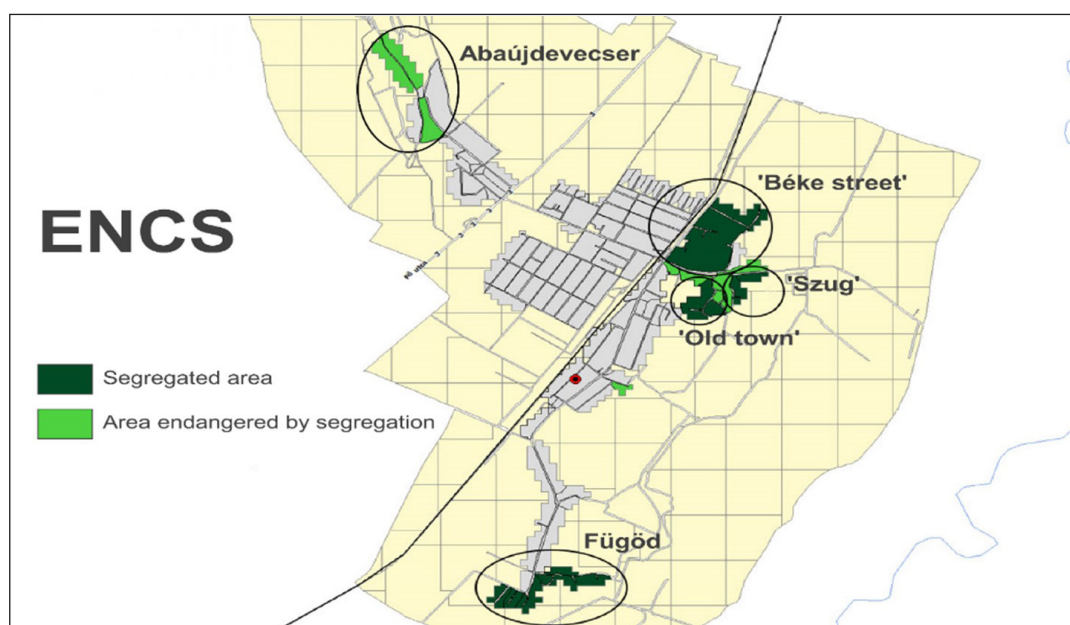 Abaújdevecser
'Béke street'
ENCS
'Szug'
'Old town'
Segregated area
Area endangered by segregation
Fügöd